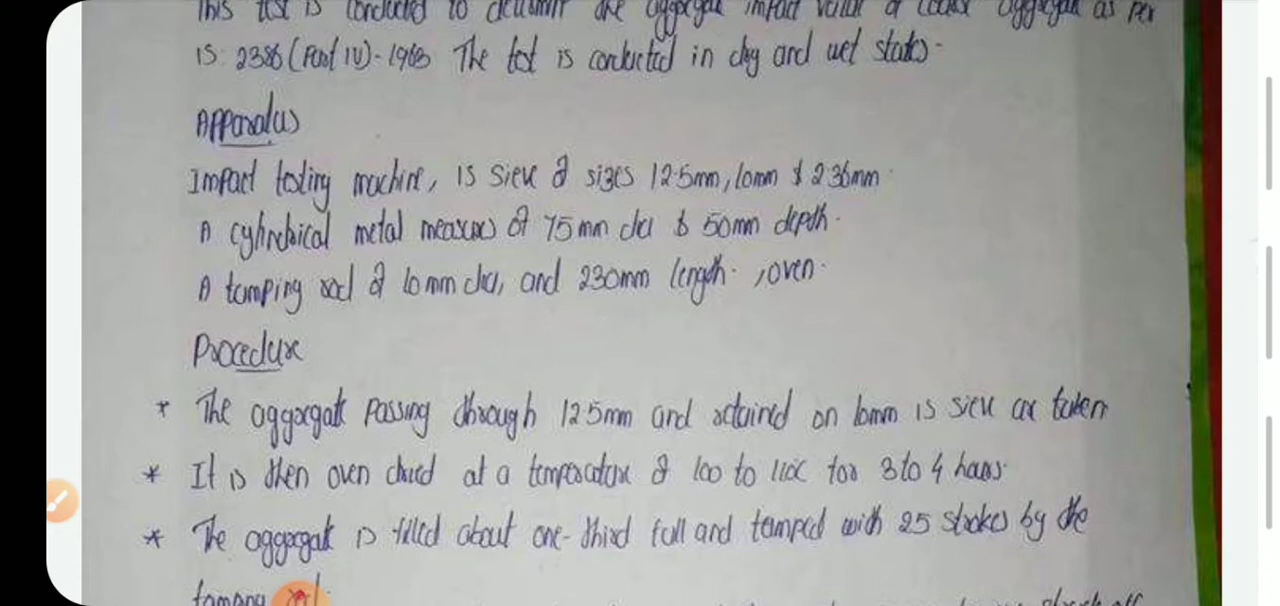 This test is conducted to determine the aggregate impact value of coarse aggregate as per
IS: 2386 (Part IV)-1963 The test is conducted in dry and wet states.
Apparatus
Impact testing machine, IS sieve of sizes 12.5mm, 10mm & 2.36mm
A cylindrical metal measures of 75mm dia & 50mm depth.
A tamping rod of 10mm dia, and 230mm length. , oven.
Procedure
* The aggregate passing through 12.5mm and retained on 10mm IS sieve are taken
* It is then oven dried at a temperature of 100 to 110c for 3 to 4 hours.
* The aggregate is filled about one-third full and tamped with 25 strokes by the
tamping